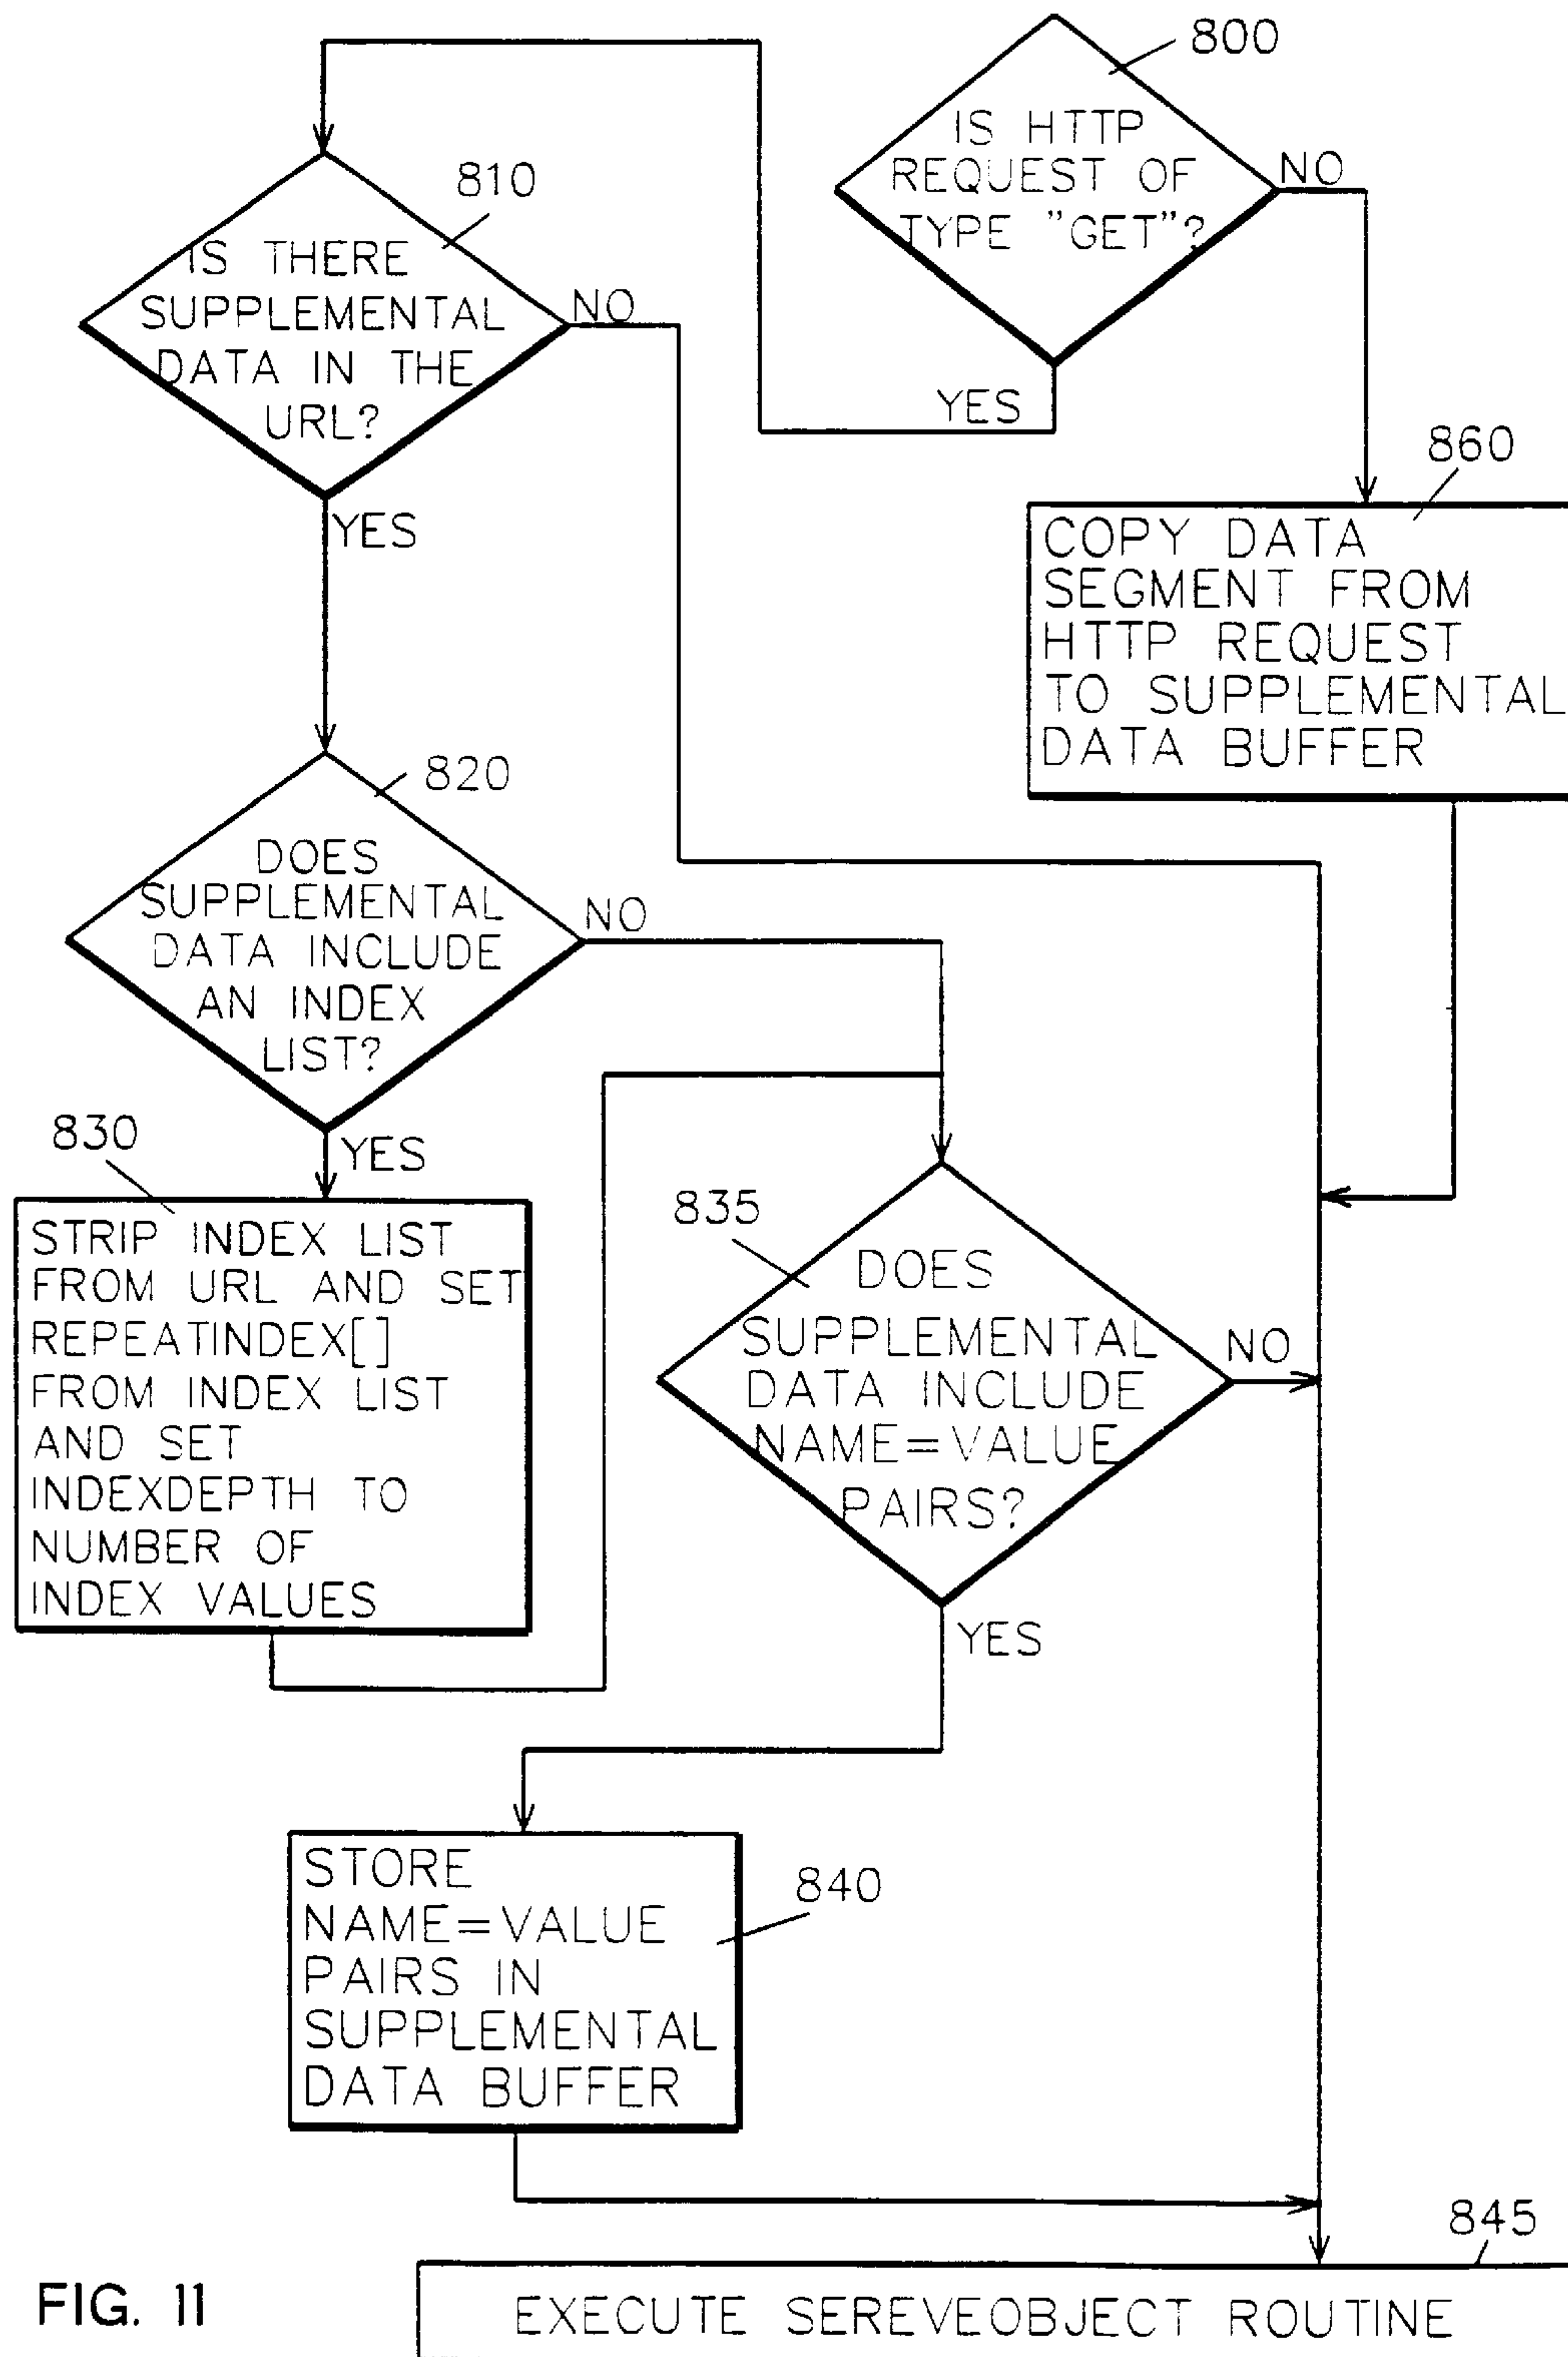 800
IS HTTP
REQUEST OF
TYPE "GET"?
NO
YES
810
IS THERE
SUPPLEMENTAL
DATA IN THE
URL?
NO
YES
860
COPY DATA
SEGMENT FROM
HTTP REQUEST
TO SUPPLEMENTAL
DATA BUFFER
820
DOES
SUPPLEMENTAL
DATA INCLUDE
AN INDEX
LIST?
NO
YES
830
STRIP INDEX LIST
FROM URL AND SET
REPEATINDEX[]
FROM INDEX LIST
AND SET
INDEXDEPTH TO
NUMBER OF
INDEX VALUES
835
DOES
SUPPLEMENTAL
DATA INCLUDE
NAME=VALUE
PAIRS?
NO
YES
STORE
NAME=VALUE
PAIRS IN
SUPPLEMENTAL
DATA BUFFER
840
845
EXECUTE SEREVEOBJECT ROUTINE
FIG. 11